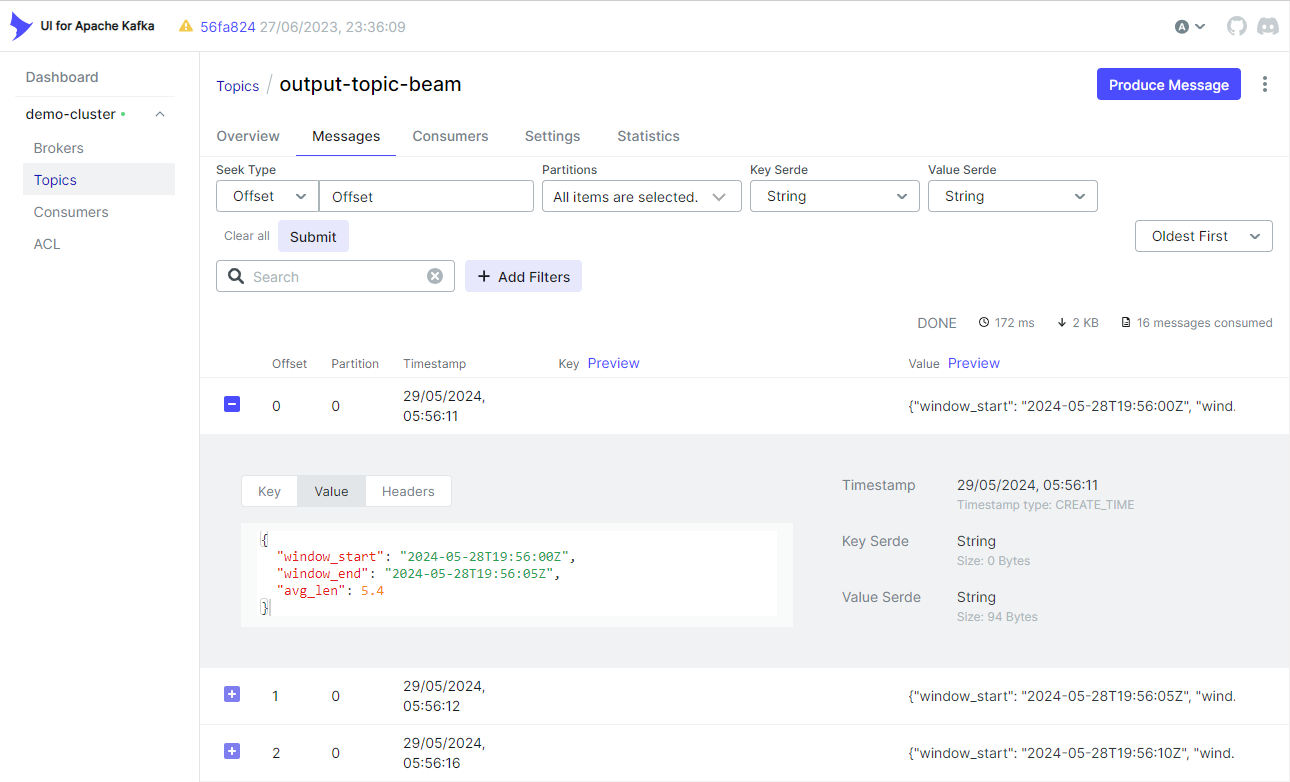 UI for Apache Kafka 56fa824 27/06/2023, 23:36:09 A
Dashboard
demo-cluster
Brokers
Topics
Consumers
ACL
Topics / output-topic-beam Produce Message
Overview Messages Consumers Settings Statistics
Seek Type Partitions Key Serde Value Serde
Offset Offset All items are selected. String String
Clear all Submit Oldest First
Search Add Filters
DONE 172 ms 2 KB 16 messages consumed
Offset Partition Timestamp Key Preview Value Preview
0 0 29/05/2024,
05:56:11 {"window_start": "2024-05-28T19:56:00Z", "wind.
Key Value Headers
{
"window_start": "2024-05-28T19:56:00Z",
"window_end": "2024-05-28T19:56:05Z",
"avg_len": 5.4
}
Timestamp 29/05/2024, 05:56:11
Timestamp type: CREATE_TIME
Key Serde String
Size: 0 Bytes
Value Serde String
Size: 94 Bytes
1 0 29/05/2024,
05:56:12 {"window_start": "2024-05-28T19:56:05Z", "wind.
2 0 29/05/2024,
05:56:16 {"window_start": "2024-05-28T19:56:10Z", "wind.